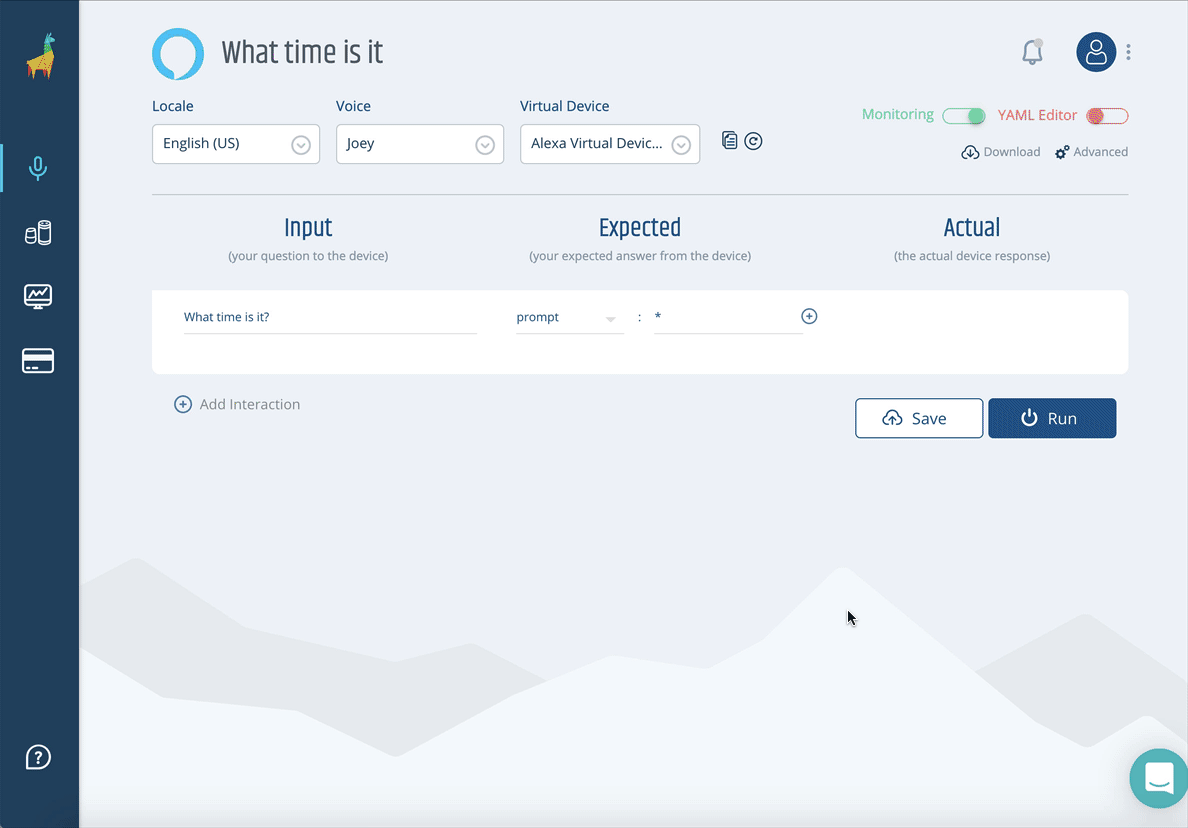 What time is it
Locale
Voice
Virtual Device
English (US)
Joey
Alexa Virtual Devic...
Monitoring
YAML Editor
Download
Advanced
Input
Expected
Actual
(your question to the device)
(your expected answer from the device)
(the actual device response)
What time is it?
prompt
:
*
Add Interaction
Save
Run
?